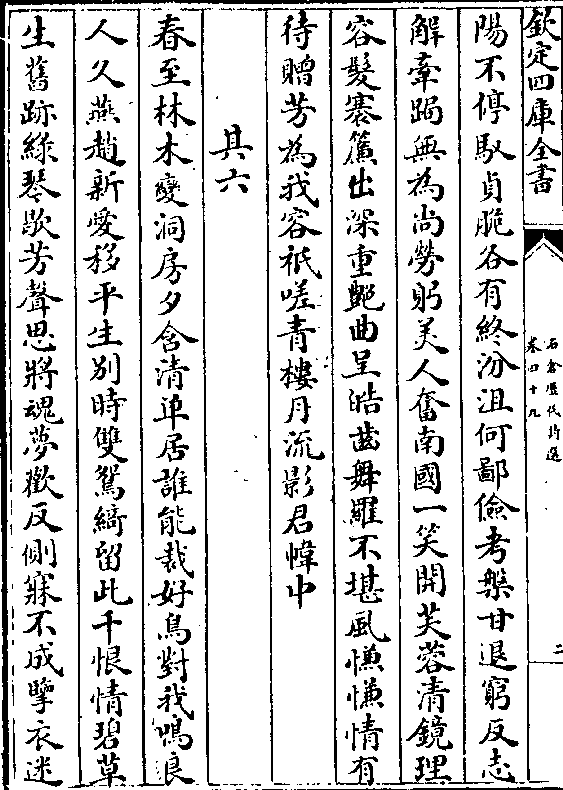 欽定四庫全書
石倉歷代詩選
卷四十九
二
陽不停馭貞脆各有終汾沮何鄙儉考槃甘退窮反志
解牽跼無為尚勞躬美人奮南國一笑開芙蓉清鏡理
容髮褰簾出深重艶曲呈皓齒舞羅不堪風慊慊情有
待贈芳為我容祇嗟青樓月流影君幃中
其六
春至林木變洞房夕含清單居誰能裁好鳥對我鳴浪
人久燕趙新愛移平生別時雙鴛綺留此千恨情碧草
生舊跡綠琴歇芳聲思將魂夢歡反側寐不成擥衣迷